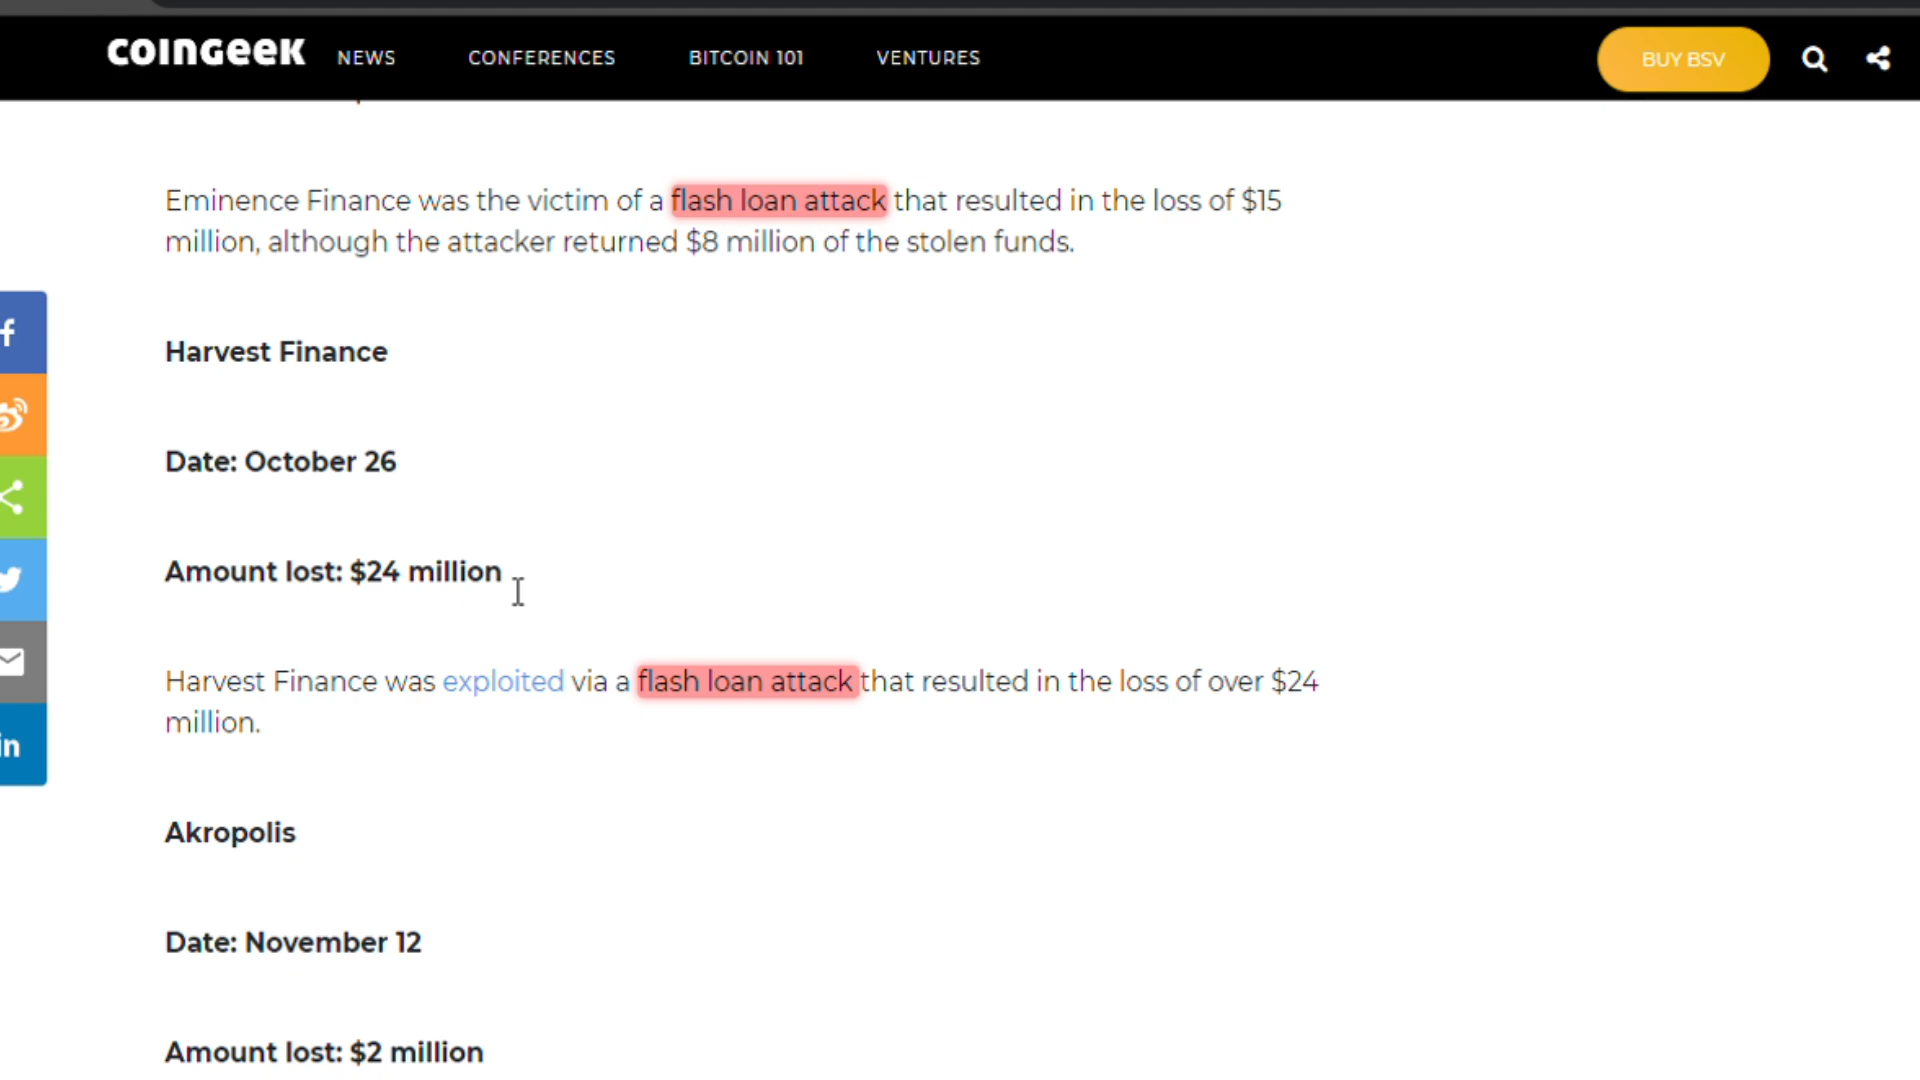 COINGEEK NEWS CONFERENCES BITCOIN 101 VENTURES BUY BSV
Eminence Finance was the victim of a flash loan attack that resulted in the loss of $15
million, although the attacker returned $8 million of the stolen funds.
Harvest Finance
Date: October 26
Amount lost: $24 million
Harvest Finance was exploited via a flash loan attack that resulted in the loss of over $24
million.
Akropolis
Date: November 12
Amount lost: $2 million